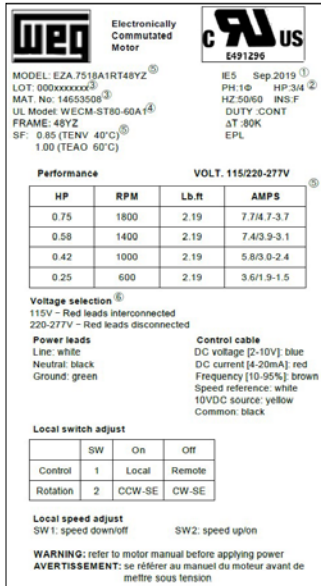 WEG
Electronically
Commutated
Motor
C RU US
E491296
MODEL: EZA.7518A1RT48YZ ⑤
LOT: 000xxxxxxx ③
MAT. No: 14653508 ③
UL Model: WECM-ST80-60A1 ④
FRAME: 48YZ
SF: 0.85 (TENV 40°C) ⑤
1.00 (TEAO 60°C)
IE5 Sep.2019 ①
PH:1Φ HP:3/4 ②
HZ:50/60 INS:F
DUTY :CONT
ΔT :80K
EPL
Performance VOLT. 115/220-277V
⑤
HP RPM Lb.ft AMPS
0.75 1800 2.19 7.7/4.7-3.7
0.58 1400 2.19 7.4/3.9-3.1
0.42 1000 2.19 5.8/3.0-2.4
0.25 600 2.19 3.6/1.9-1.5
Voltage selection ⑥
115V – Red leads interconnected
220-277V – Red leads disconnected
Power leads
Line: white
Neutral: black
Ground: green
Control cable
DC voltage [2-10V]: blue
DC current [4-20mA]: red
Frequency [10-95%]: brown
Speed reference: white
10VDC source: yellow
Common: black
Local switch adjust
SW On Off
Control 1 Local Remote
Rotation 2 CCW-SE CW-SE
Local speed adjust
SW1: speed down/off SW2: speed up/on
WARNING: refer to motor manual before applying power
AVERTISSEMENT: se référer au manuel du moteur avant de
mettre sous tension